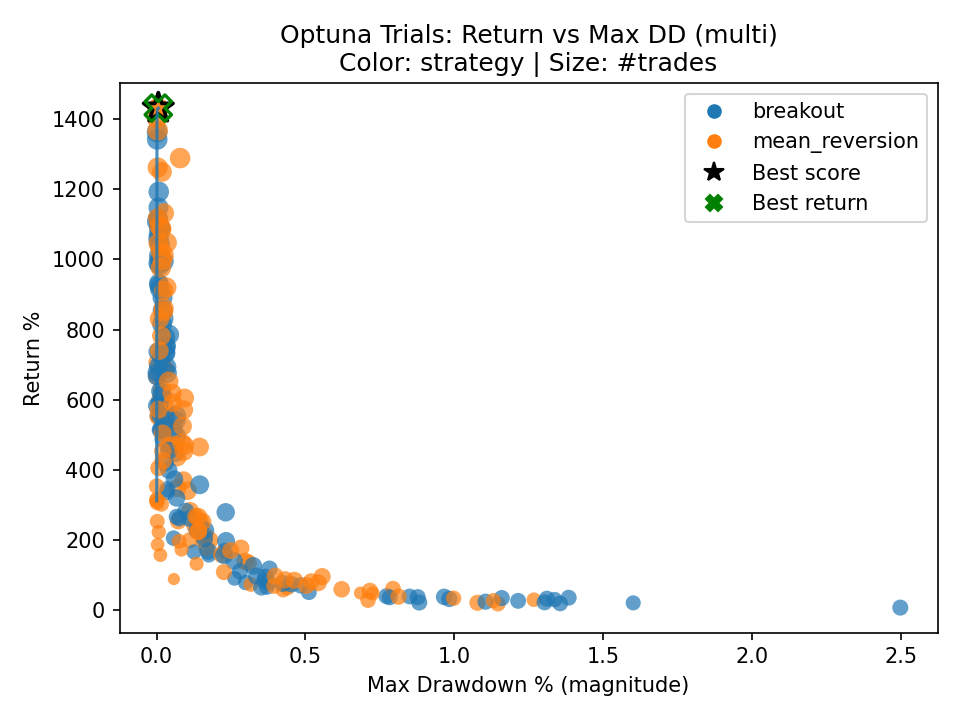 Optuna Trials: Return vs Max DD (multi)
Color: strategy | Size: #trades
breakout
mean_reversion
Best score
Best return
Return %
1400
1200
1000
800
600
400
200
0
0.0 0.5 1.0 1.5 2.0 2.5
Max Drawdown % (magnitude)